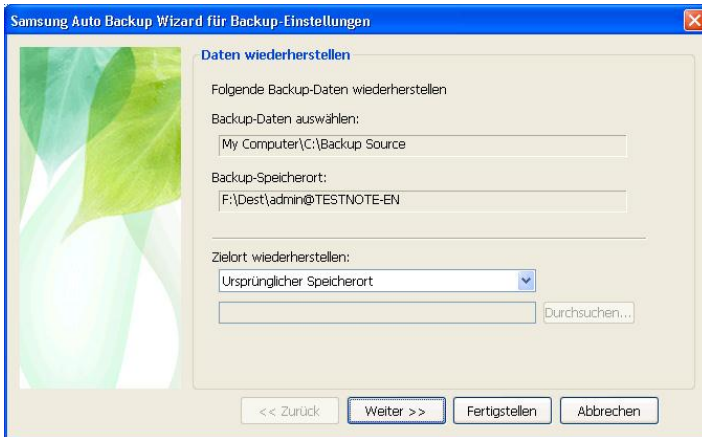 Samsung Auto Backup Wizard für Backup-Einstellungen
Daten wiederherstellen
Folgende Backup-Daten wiederherstellen
Backup-Daten auswählen:
My Computer\C:\Backup Source
Backup-Speicherort:
F:\Dest\admin@TESTNOTE-EN
Zielort wiederherstellen:
Ursprünglicher Speicherort
Durchsuchen...
<< Zurück
Weiter >>
Fertigstellen
Abbrechen